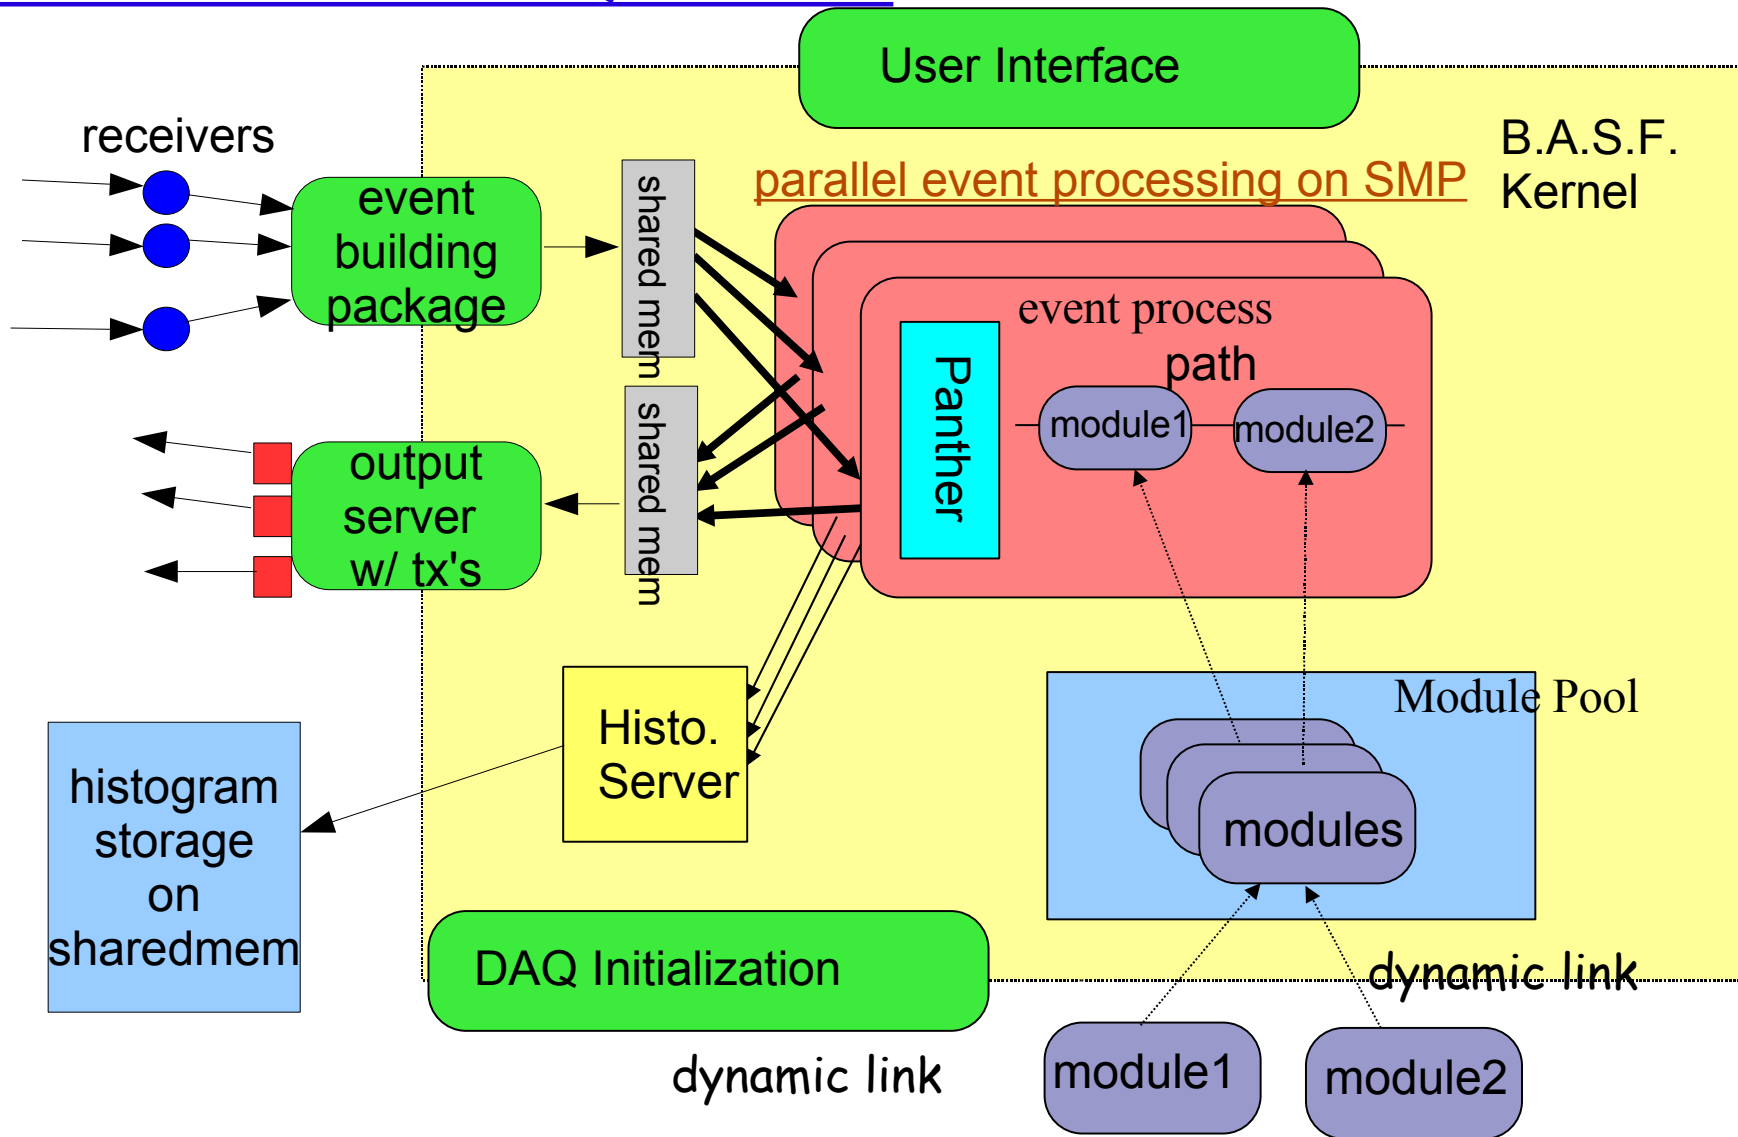 User Interface
receivers
B.A.S.F.
Kernel
parallel event processing on SMP
event
building
package
shared mem
event process
path
Panther
module1
module2
output
server
w/ tx's
shared mem
Module Pool
Histo.
Server
histogram
storage
on
sharedmem
modules
DAQ Initialization
dynamic link
dynamic link
module1
module2